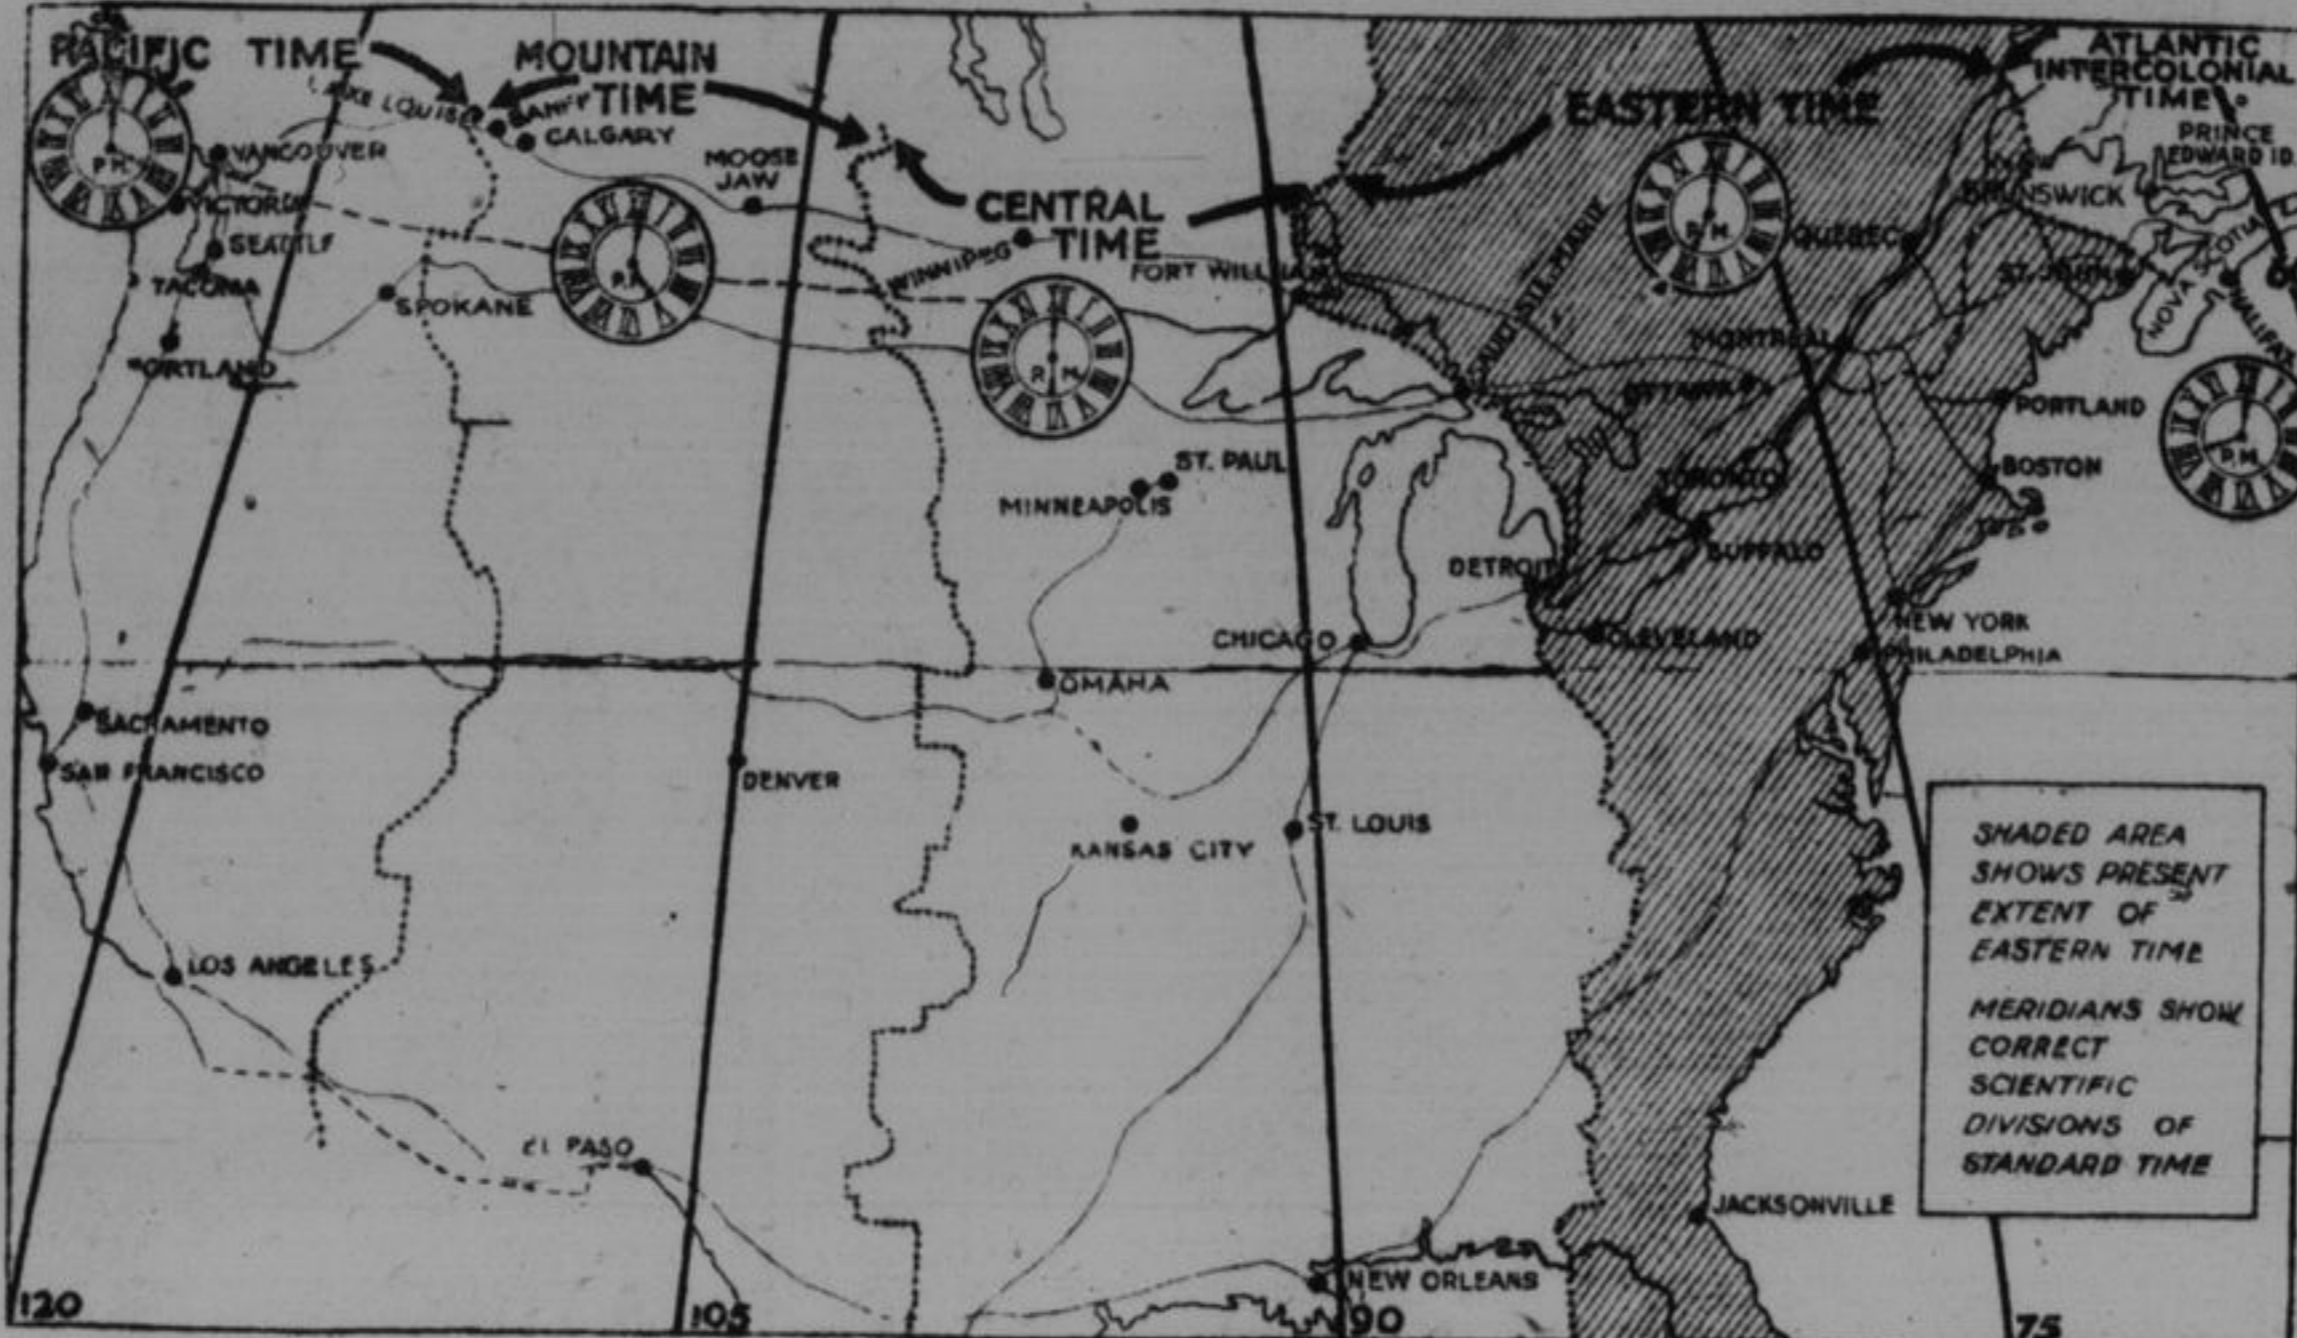 PACIFIC TIME
MOUNTAIN
TIME
EASTERN TIME
ATLANTIC
INTERCOLONIAL
TIME
LAKE LOUISE
BANFF
CALGARY
VANCOUVER
VICTORIA
SEATTLE
TACOMA
SPOKANE
PORTLAND
MOOSE
JAW
CENTRAL
TIME
WINNIPEG
FORT WILLIAM
SAULT STE. MARIE
PRINCE
EDWARD ID.
BRUNSWICK
QUEBEC
ST. JOHN
NOVA SCOTIA
HALIFAX
MONTREAL
OTTAWA
PORTLAND
BOSTON
TORONTO
BUFFALO
DETROIT
NEW YORK
PHILADELPHIA
CLEVELAND
CHICAGO
ST. PAUL
MINNEAPOLIS
OMAHA
SACRAMENTO
SAN FRANCISCO
DENVER
KANSAS CITY
ST. LOUIS
LOS ANGELES
EL PASO
NEW ORLEANS
JACKSONVILLE
P.M.
P.M.
P.M.
P.M.
SHADED AREA
SHOWS PRESENT
EXTENT OF
EASTERN TIME
MERIDIANS SHOW
CORRECT
SCIENTIFIC
DIVISIONS OF
STANDARD TIME
120
105
90
75